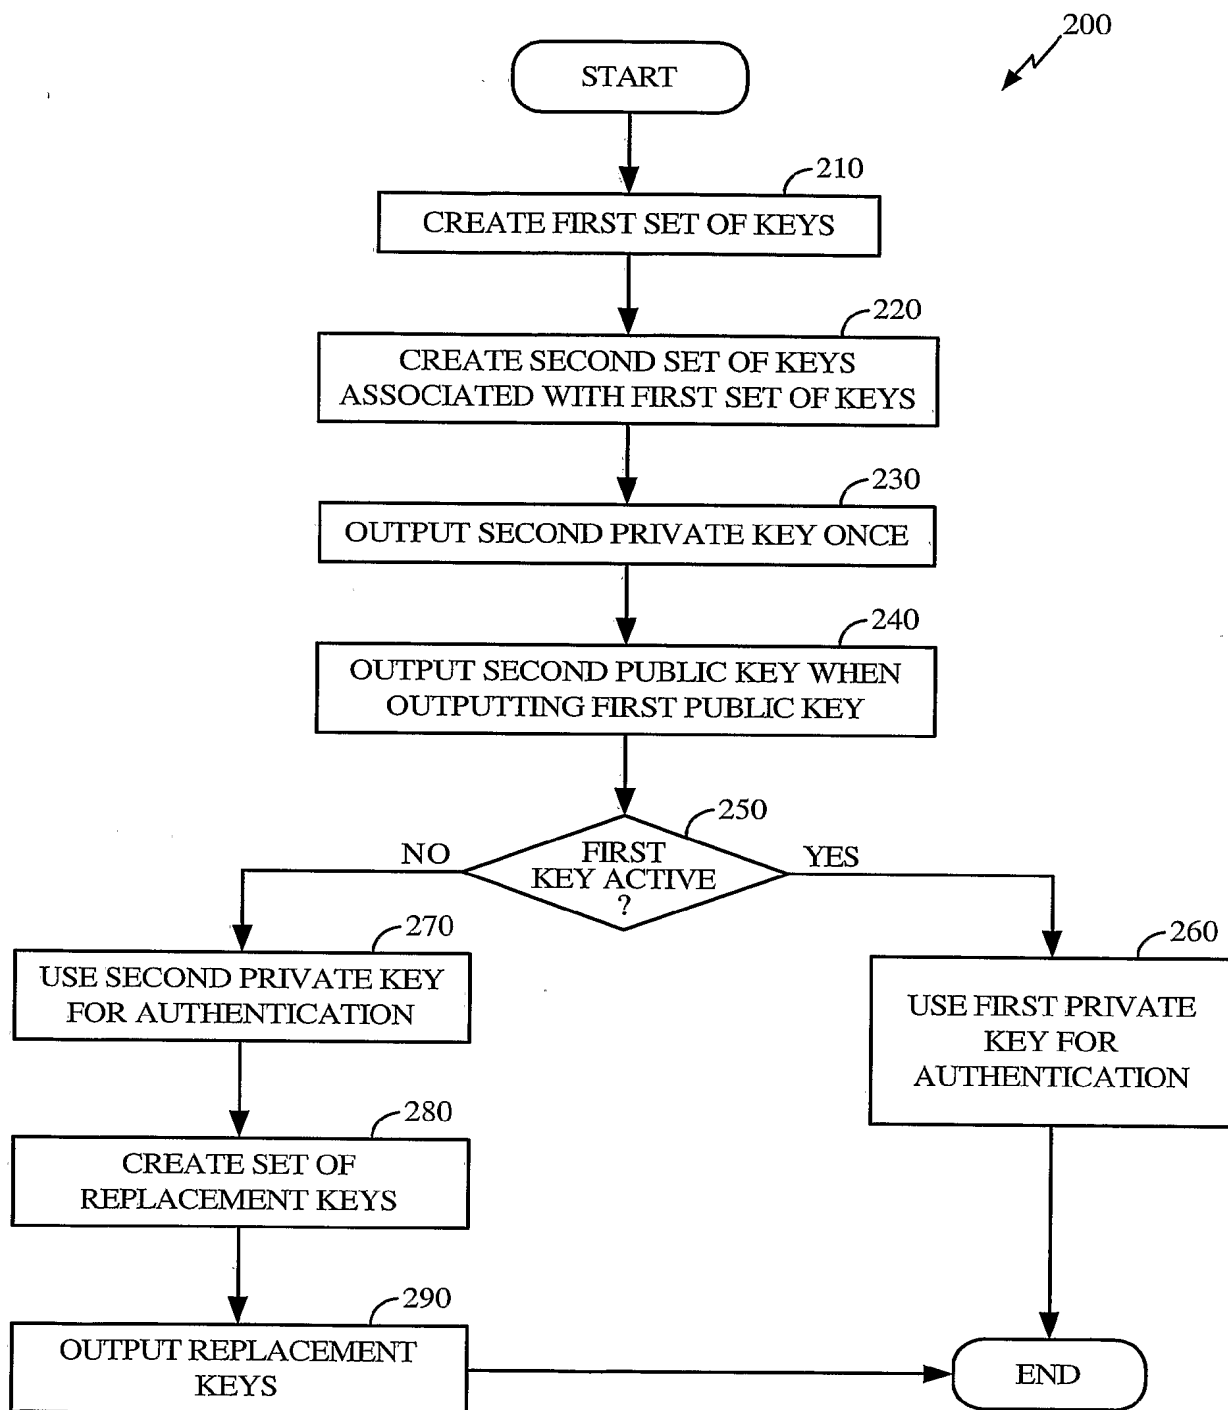 200
START
210
CREATE FIRST SET OF KEYS
220
CREATE SECOND SET OF KEYS
ASSOCIATED WITH FIRST SET OF KEYS
230
OUTPUT SECOND PRIVATE KEY ONCE
240
OUTPUT SECOND PUBLIC KEY WHEN
OUTPUTTING FIRST PUBLIC KEY
250
FIRST
KEY ACTIVE
?
NO
YES
270
USE SECOND PRIVATE KEY
FOR AUTHENTICATION
260
USE FIRST PRIVATE
KEY FOR
AUTHENTICATION
280
CREATE SET OF
REPLACEMENT KEYS
290
OUTPUT REPLACEMENT
KEYS
END